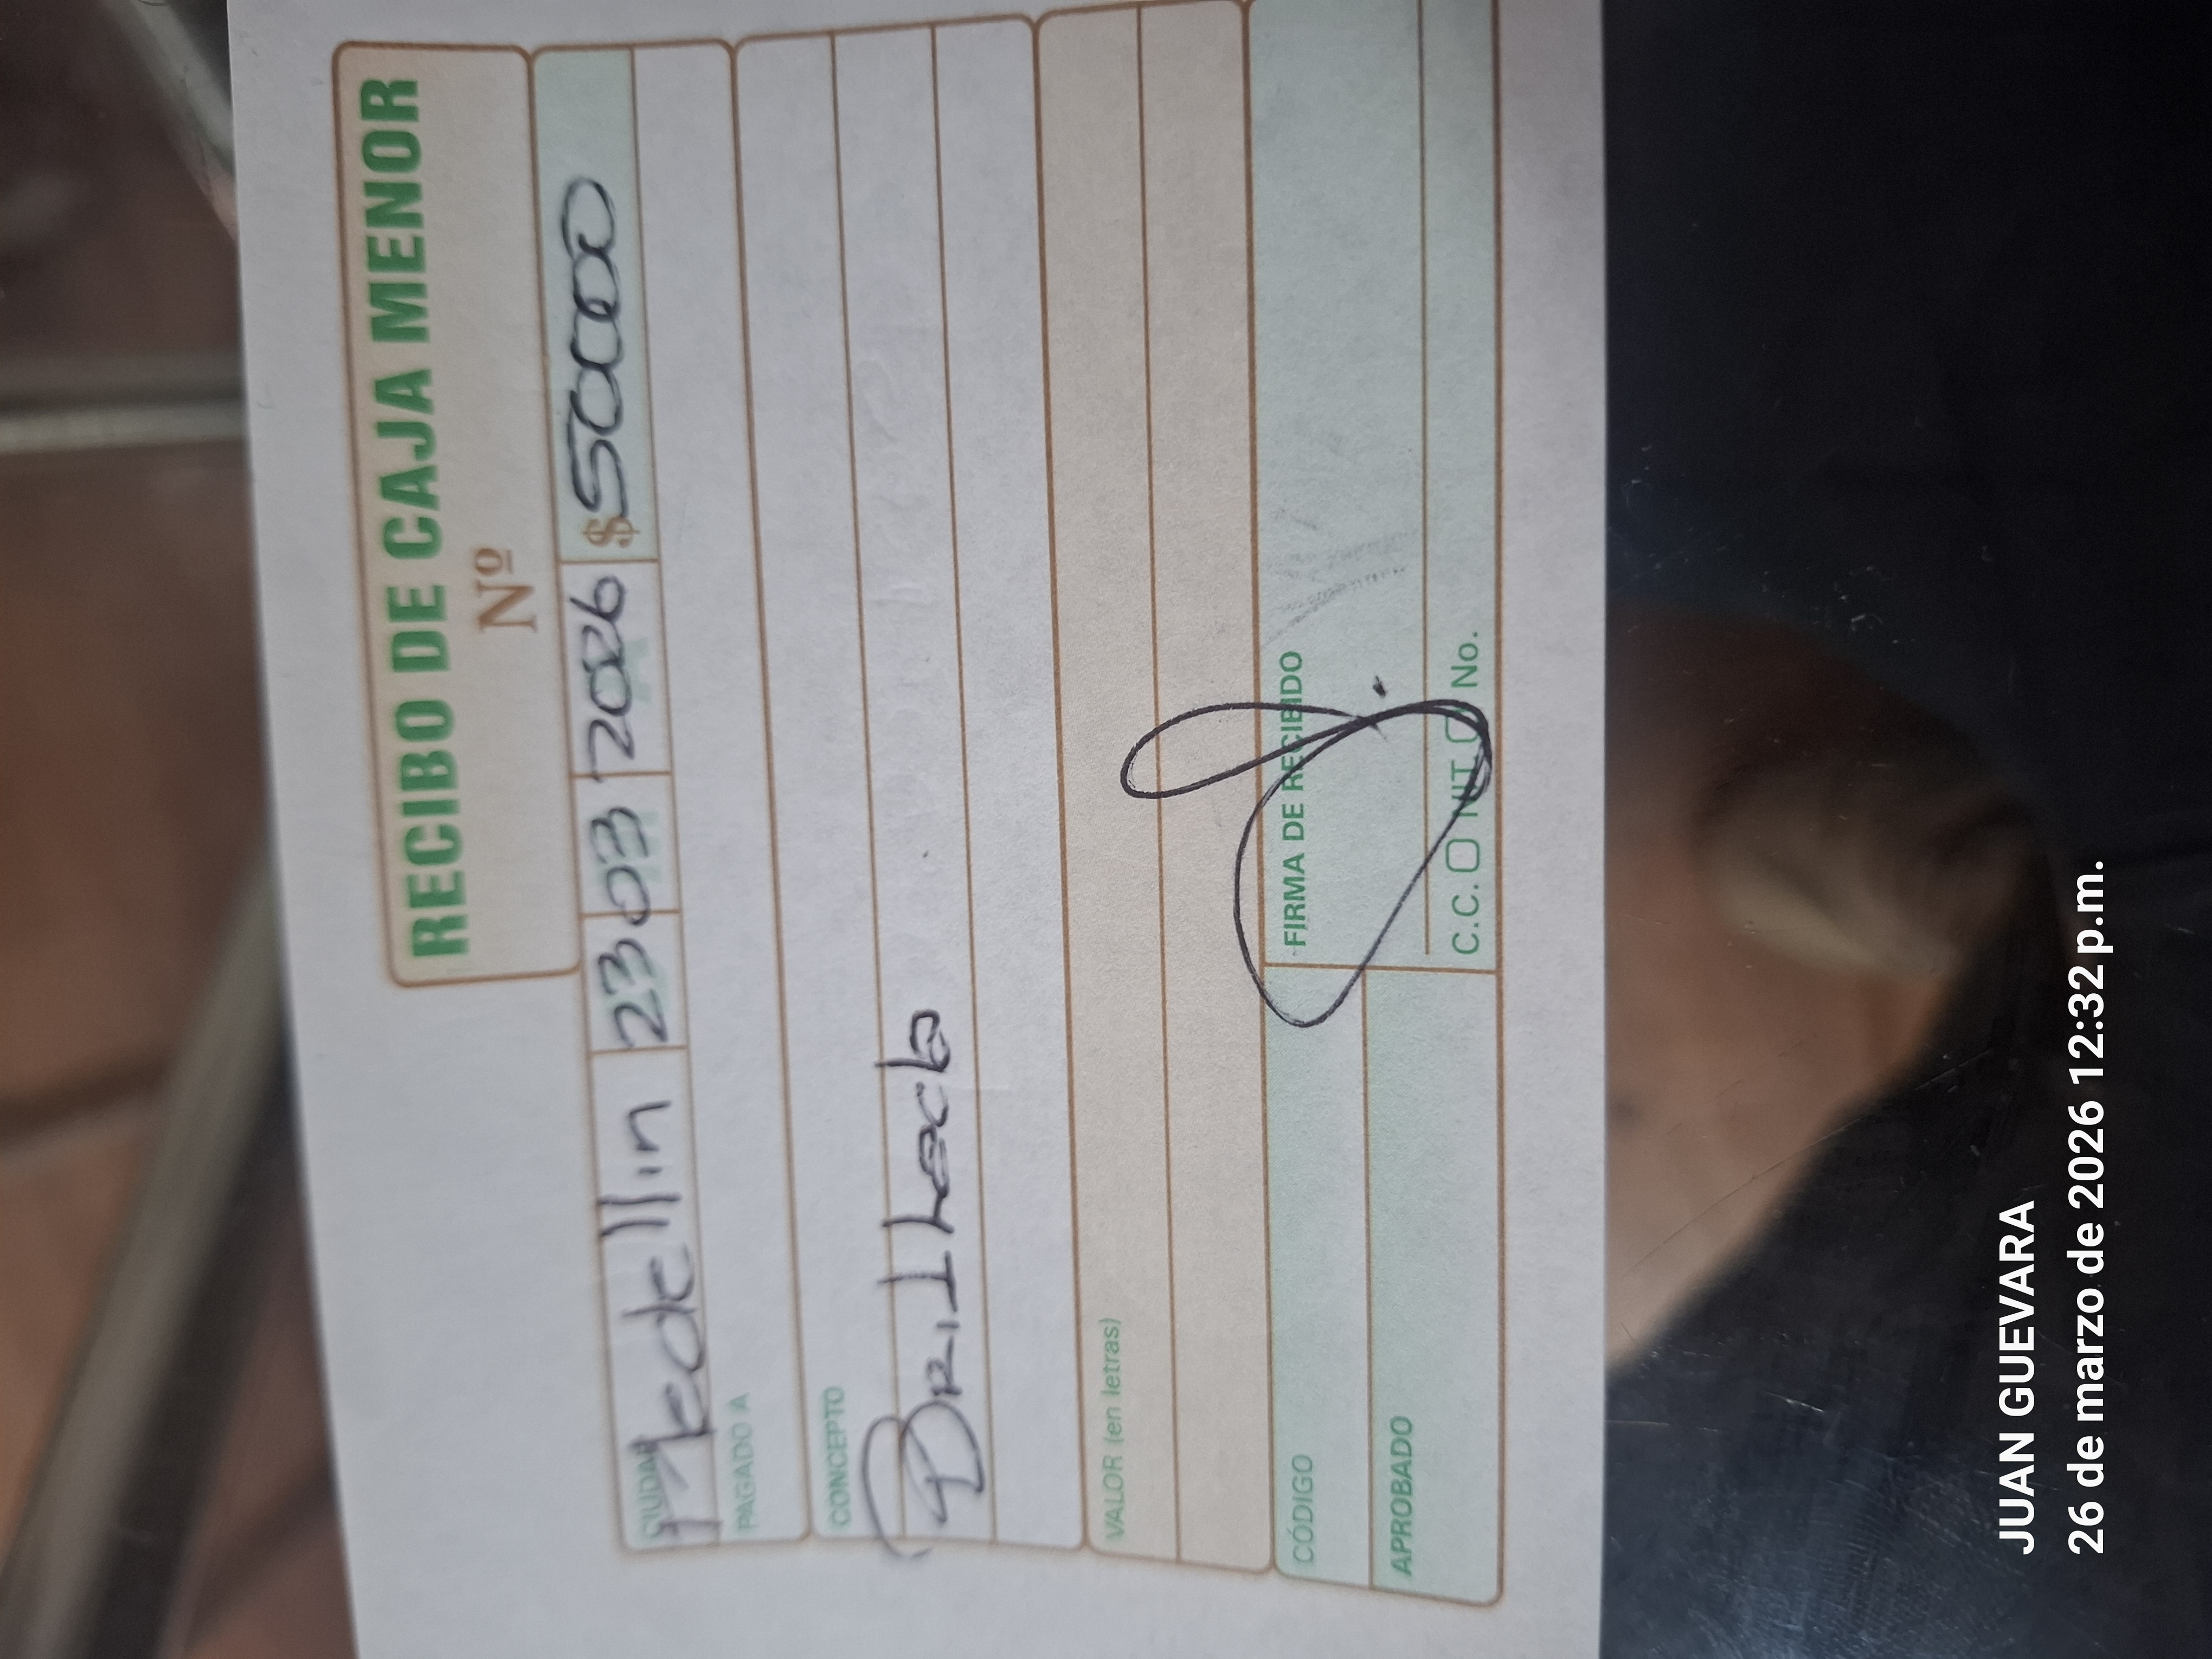 RECIBO DE CAJA MENOR
Nº
CIUDAD Medellin 23 03 2026 $ 50000
PAGADO A
CONCEPTO
VALOR (en letras)
CÓDIGO
FIRMA DE RECIBIDO
APROBADO
C.C. NIT No.
JUAN GUEVARA
26 de marzo de 2026 12:32 p.m.